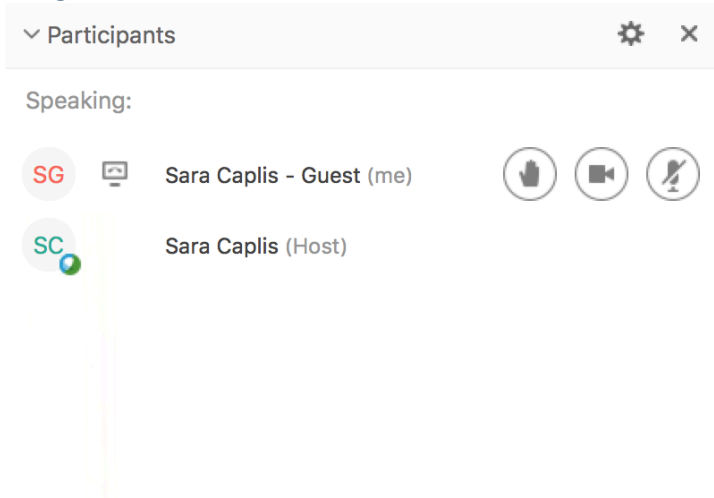 Participants
Speaking:
SG Sara Caplis - Guest (me)
SC Sara Caplis (Host)